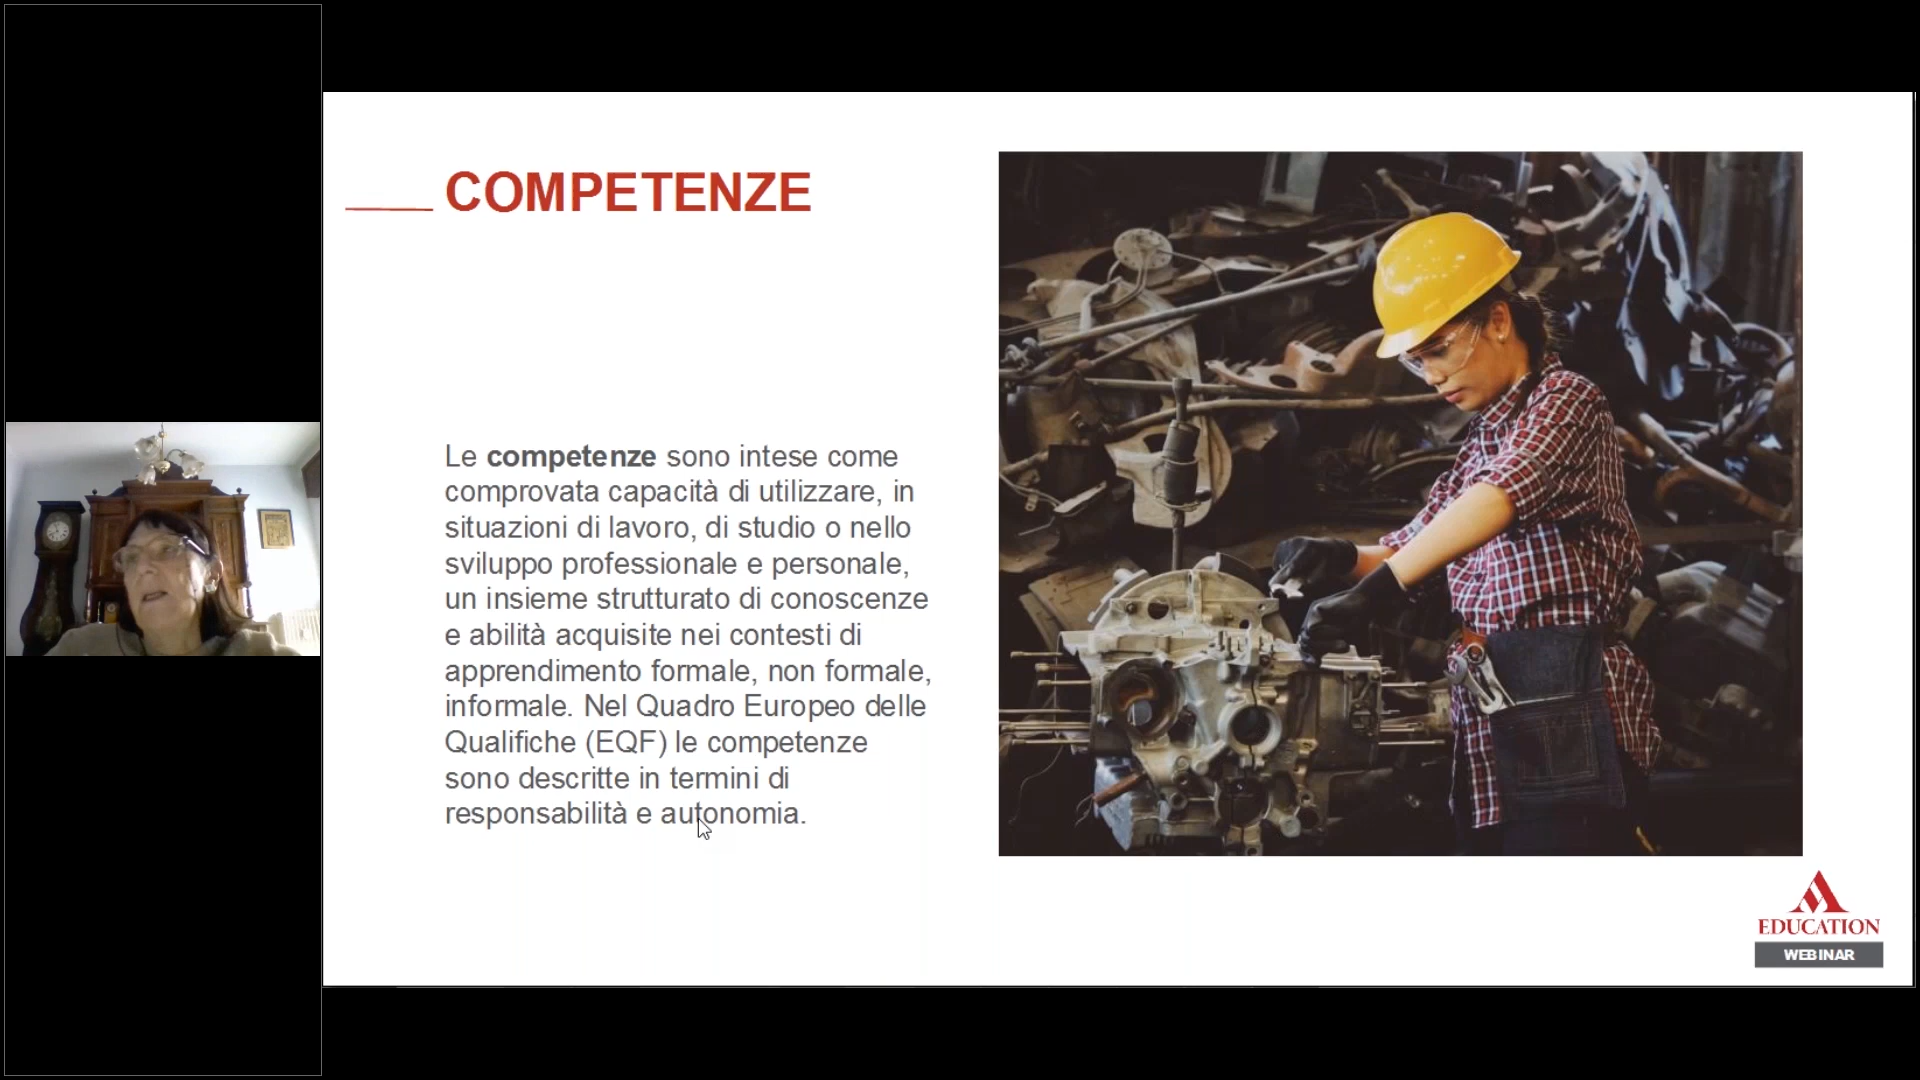 COMPETENZE
Le competenze sono intese come
comprovata capacità di utilizzare, in
situazioni di lavoro, di studio o nello
sviluppo professionale e personale,
un insieme strutturato di conoscenze
e abilità acquisite nei contesti di
apprendimento formale, non formale,
informale. Nel Quadro Europeo delle
Qualifiche (EQF) le competenze
sono descritte in termini di
responsabilità e autonomia.
EDUCATION
WEBINAR